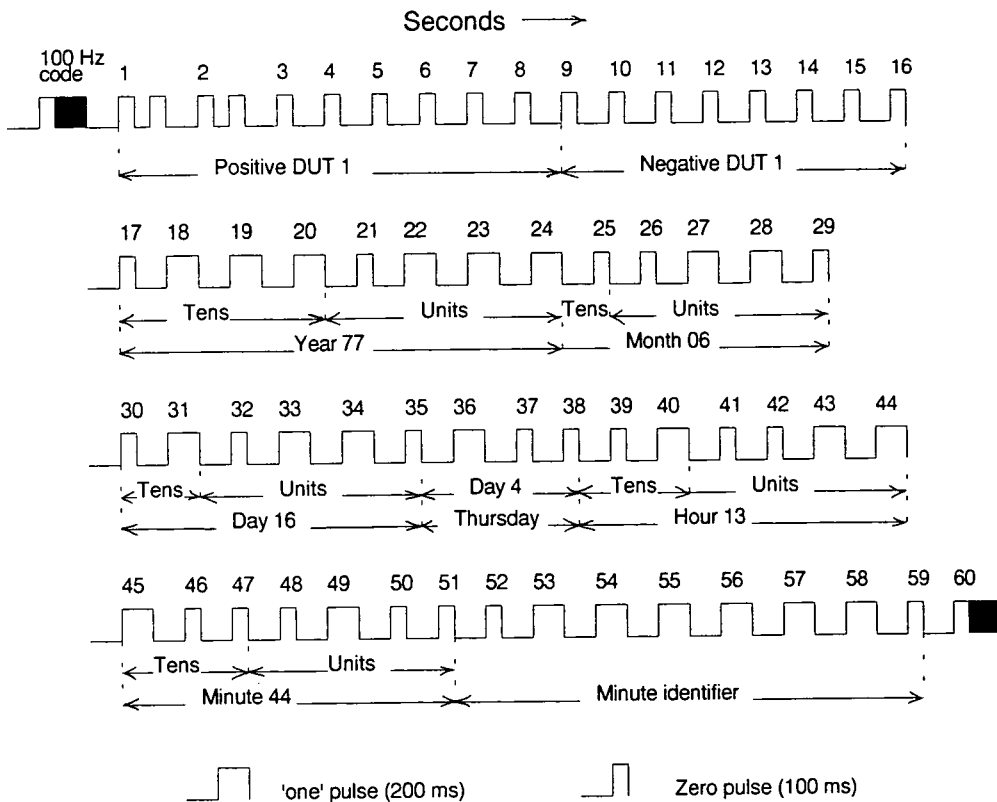 Seconds
100 Hz
code
1 2 3 4 5 6 7 8 9 10 11 12 13 14 15 16
Positive DUT 1 Negative DUT 1
17 18 19 20 21 22 23 24 25 26 27 28 29
Tens Units Tens Units
Year 77 Month 06
30 31 32 33 34 35 36 37 38 39 40 41 42 43 44
Tens Units Day 4 Tens Units
Day 16 Thursday Hour 13
45 46 47 48 49 50 51 52 53 54 55 56 57 58 59 60
Tens Units
Minute 44 Minute identifier
'one' pulse (200 ms) Zero pulse (100 ms)